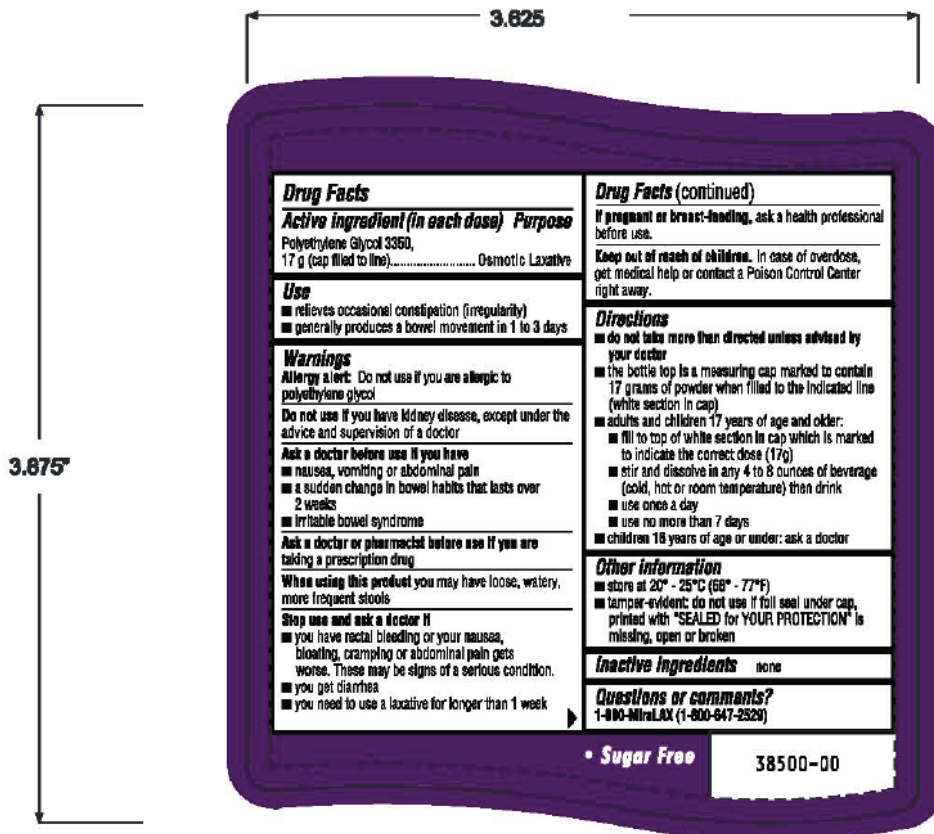 3.625
3.675"
Drug Facts
Active ingredient (in each dose) Purpose
Polyethylene Glycol 3350,
17 g (cap filled to line)......................... Osmotic Laxative
Use
■ relieves occasional constipation (irregularity)
■ generally produces a bowel movement in 1 to 3 days
Warnings
Allergy alert: Do not use if you are allergic to
polyethylene glycol
Do not use if you have kidney disease, except under the
advice and supervision of a doctor
Ask a doctor before use if you have
■ nausea, vomiting or abdominal pain
■ a sudden change in bowel habits that lasts over
2 weeks
■ irritable bowel syndrome
Ask a doctor or pharmacist before use if you are
taking a prescription drug
When using this product you may have loose, watery,
more frequent stools
Stop use and ask a doctor if
■ you have rectal bleeding or your nausea,
bloating, cramping or abdominal pain gets
worse. These may be signs of a serious condition.
■ you get diarrhea
■ you need to use a laxative for longer than 1 week
Drug Facts (continued)
If pregnant or breast-feeding, ask a health professional
before use.
Keep out of reach of children. In case of overdose,
get medical help or contact a Poison Control Center
right away.
Directions
■ do not take more than directed unless advised by
your doctor
■ the bottle top is a measuring cap marked to contain
17 grams of powder when filled to the indicated line
(white section in cap)
■ adults and children 17 years of age and older:
■ fill to top of white section in cap which is marked
to indicate the correct dose (17g)
■ stir and dissolve in any 4 to 8 ounces of beverage
(cold, hot or room temperature) then drink
■ use once a day
■ use no more than 7 days
■ children 16 years of age or under: ask a doctor
Other information
■ store at 20° - 25°C (68° - 77°F)
■ tamper-evident: do not use if foil seal under cap,
printed with "SEALED for YOUR PROTECTION" is
missing, open or broken
Inactive ingredients none
Questions or comments?
1-800-MiraLAX (1-800-647-2529)
• Sugar Free
38500-00